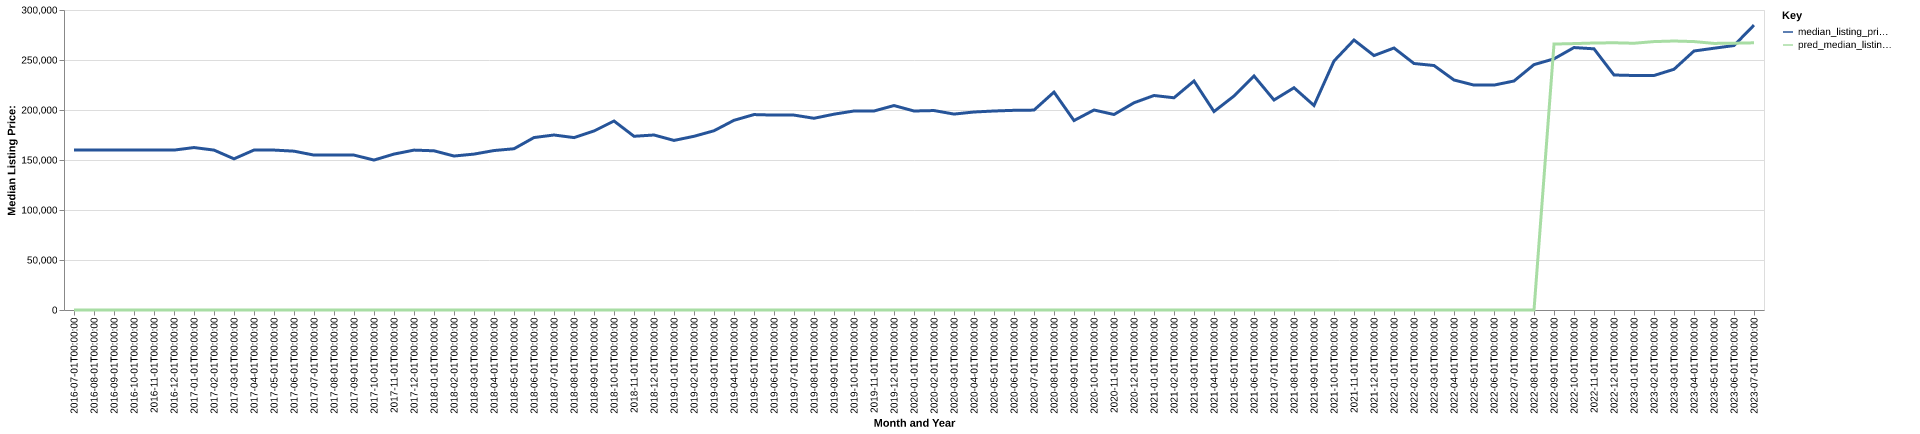 300,000
250,000
200,000
150,000
100,000
50,000
0
Median Listing Price:
2016-07-01T00:00:00
2016-08-01T00:00:00
2016-09-01T00:00:00
2016-10-01T00:00:00
2016-11-01T00:00:00
2016-12-01T00:00:00
2017-01-01T00:00:00
2017-02-01T00:00:00
2017-03-01T00:00:00
2017-04-01T00:00:00
2017-05-01T00:00:00
2017-06-01T00:00:00
2017-07-01T00:00:00
2017-08-01T00:00:00
2017-09-01T00:00:00
2017-10-01T00:00:00
2017-11-01T00:00:00
2017-12-01T00:00:00
2018-01-01T00:00:00
2018-02-01T00:00:00
2018-03-01T00:00:00
2018-04-01T00:00:00
2018-05-01T00:00:00
2018-06-01T00:00:00
2018-07-01T00:00:00
2018-08-01T00:00:00
2018-09-01T00:00:00
2018-10-01T00:00:00
2018-11-01T00:00:00
2018-12-01T00:00:00
2019-01-01T00:00:00
2019-02-01T00:00:00
2019-03-01T00:00:00
2019-04-01T00:00:00
2019-05-01T00:00:00
2019-06-01T00:00:00
2019-07-01T00:00:00
2019-08-01T00:00:00
2019-09-01T00:00:00
2019-10-01T00:00:00
2019-11-01T00:00:00
2019-12-01T00:00:00
2020-01-01T00:00:00
2020-02-01T00:00:00
2020-03-01T00:00:00
2020-04-01T00:00:00
2020-05-01T00:00:00
2020-06-01T00:00:00
2020-07-01T00:00:00
2020-08-01T00:00:00
2020-09-01T00:00:00
2020-10-01T00:00:00
2020-11-01T00:00:00
2020-12-01T00:00:00
2021-01-01T00:00:00
2021-02-01T00:00:00
2021-03-01T00:00:00
2021-04-01T00:00:00
2021-05-01T00:00:00
2021-06-01T00:00:00
2021-07-01T00:00:00
2021-08-01T00:00:00
2021-09-01T00:00:00
2021-10-01T00:00:00
2021-11-01T00:00:00
2021-12-01T00:00:00
2022-01-01T00:00:00
2022-02-01T00:00:00
2022-03-01T00:00:00
2022-04-01T00:00:00
2022-05-01T00:00:00
2022-06-01T00:00:00
2022-07-01T00:00:00
2022-08-01T00:00:00
2022-09-01T00:00:00
2022-10-01T00:00:00
2022-11-01T00:00:00
2022-12-01T00:00:00
2023-01-01T00:00:00
2023-02-01T00:00:00
2023-03-01T00:00:00
2023-04-01T00:00:00
2023-05-01T00:00:00
2023-06-01T00:00:00
2023-07-01T00:00:00
Month and Year
Key
median_listing_pri…
pred_median_listin…